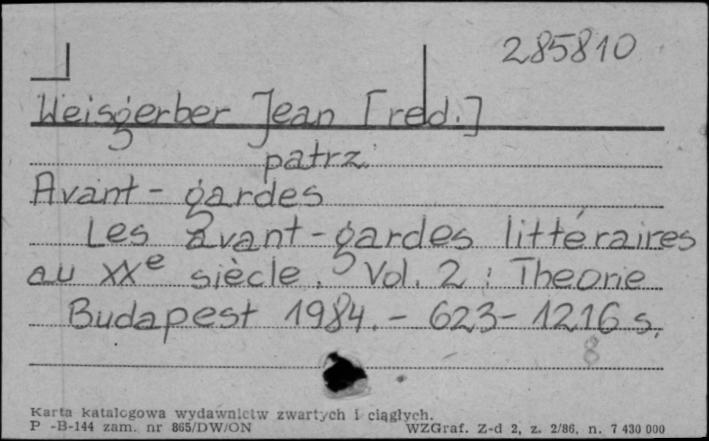 285810
Weisgerber Jean [red.]
patrz
Avant-gardes
Les avant-gardes littéraires
au XXe siècle. Vol. 2 : Theorie
Budapest 1984. - 623-1216 s.
8
Karta katalogowa wydawnictw zwartych i ciągłych.
P -B-144 zam. nr 865/DW/ON WZGraf. Z-d 2, z. 2/86, n. 7 430 000